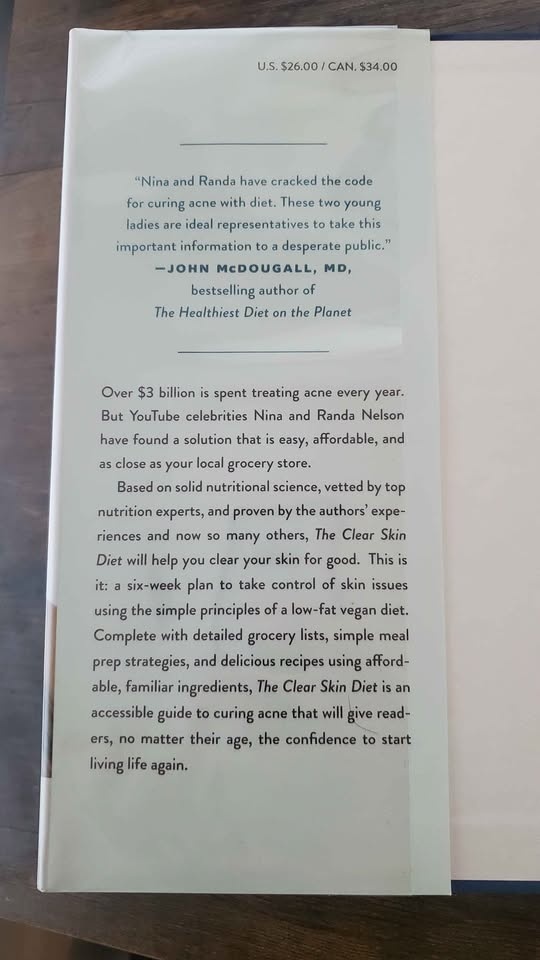 U.S. $26.00 / CAN. $34.00
“Nina and Randa have cracked the code
for curing acne with diet. These two young
ladies are ideal representatives to take this
important information to a desperate public.”
—JOHN McDOUGALL, MD,
bestselling author of
The Healthiest Diet on the Planet
Over $3 billion is spent treating acne every year.
But YouTube celebrities Nina and Randa Nelson
have found a solution that is easy, affordable, and
as close as your local grocery store.
Based on solid nutritional science, vetted by top
nutrition experts, and proven by the authors’ expe-
riences and now so many others, The Clear Skin
Diet will help you clear your skin for good. This is
it: a six-week plan to take control of skin issues
using the simple principles of a low-fat vegan diet.
Complete with detailed grocery lists, simple meal
prep strategies, and delicious recipes using afford-
able, familiar ingredients, The Clear Skin Diet is an
accessible guide to curing acne that will give read-
ers, no matter their age, the confidence to start
living life again.